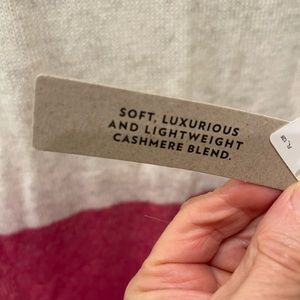 SOFT, LUXURIOUS
AND LIGHTWEIGHT
CASHMERE BLEND.